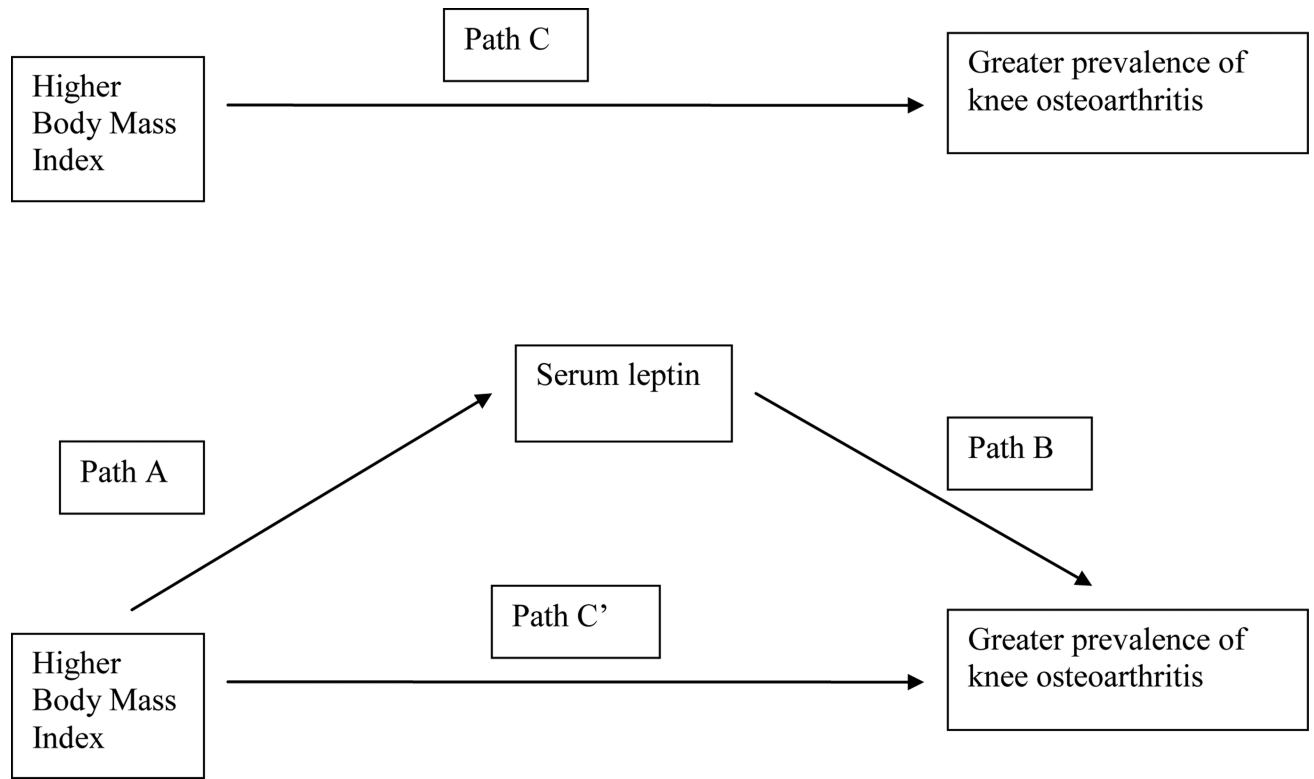 Path C
Higher
Body Mass
Index
Greater prevalence of
knee osteoarthritis
Serum leptin
Path A
Path B
Path C’
Higher
Body Mass
Index
Greater prevalence of
knee osteoarthritis